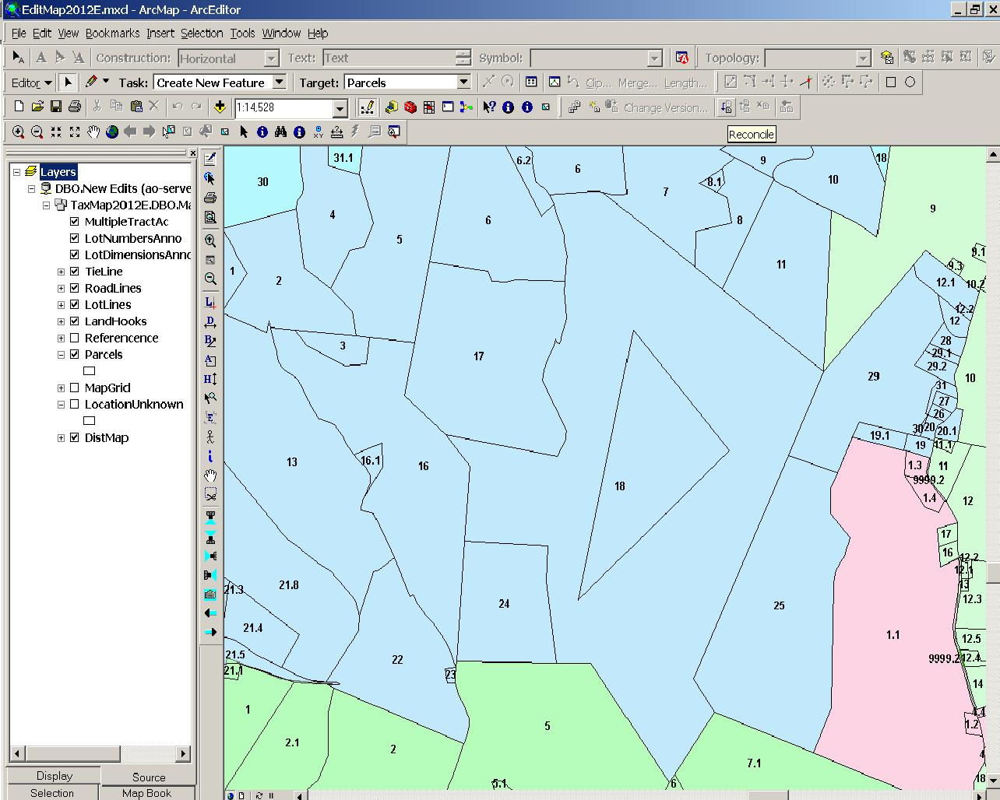 EditMap2012E.mxd - ArcMap - ArcEditor
File Edit View Bookmarks Insert Selection Tools Window Help
Construction: Horizontal Text: Text Symbol: Topology:
Editor Task: Create New Feature Target: Parcels Clip... Merge... Length...
1:14,528 Change Version...
Reconcile
Layers
DBO.New Edits (ao-serve
TaxMap2012E.DBO.Ma
MultipleTractAc
LotNumbersAnno
LotDimensionsAnno
TieLine
RoadLines
LotLines
LandHooks
Referencence
Parcels
MapGrid
LocationUnknown
DistMap
Display Source
Selection Map Book
31.1 6.2 6 9 18
30 7 8.1 10
4 6 8 9
5 11 9.1
1 2 9.3
12.1 10.2
12.2
12
3 17 28
29.1
29.2
29 10
31
27
26
30 20 20.1
19.1 19 11.1
13 16.1 16 1.3 11
9999.2
18 1.4 12
17
16
12.2
12.1
21.3 21.8 13
24 25 12.3
21.4 1.1 12.5
21.5 22 9999.2 12.4
21.1 23 14
1 5 4.4
1.2
2.1 2 7.1 4
5.1 6 18